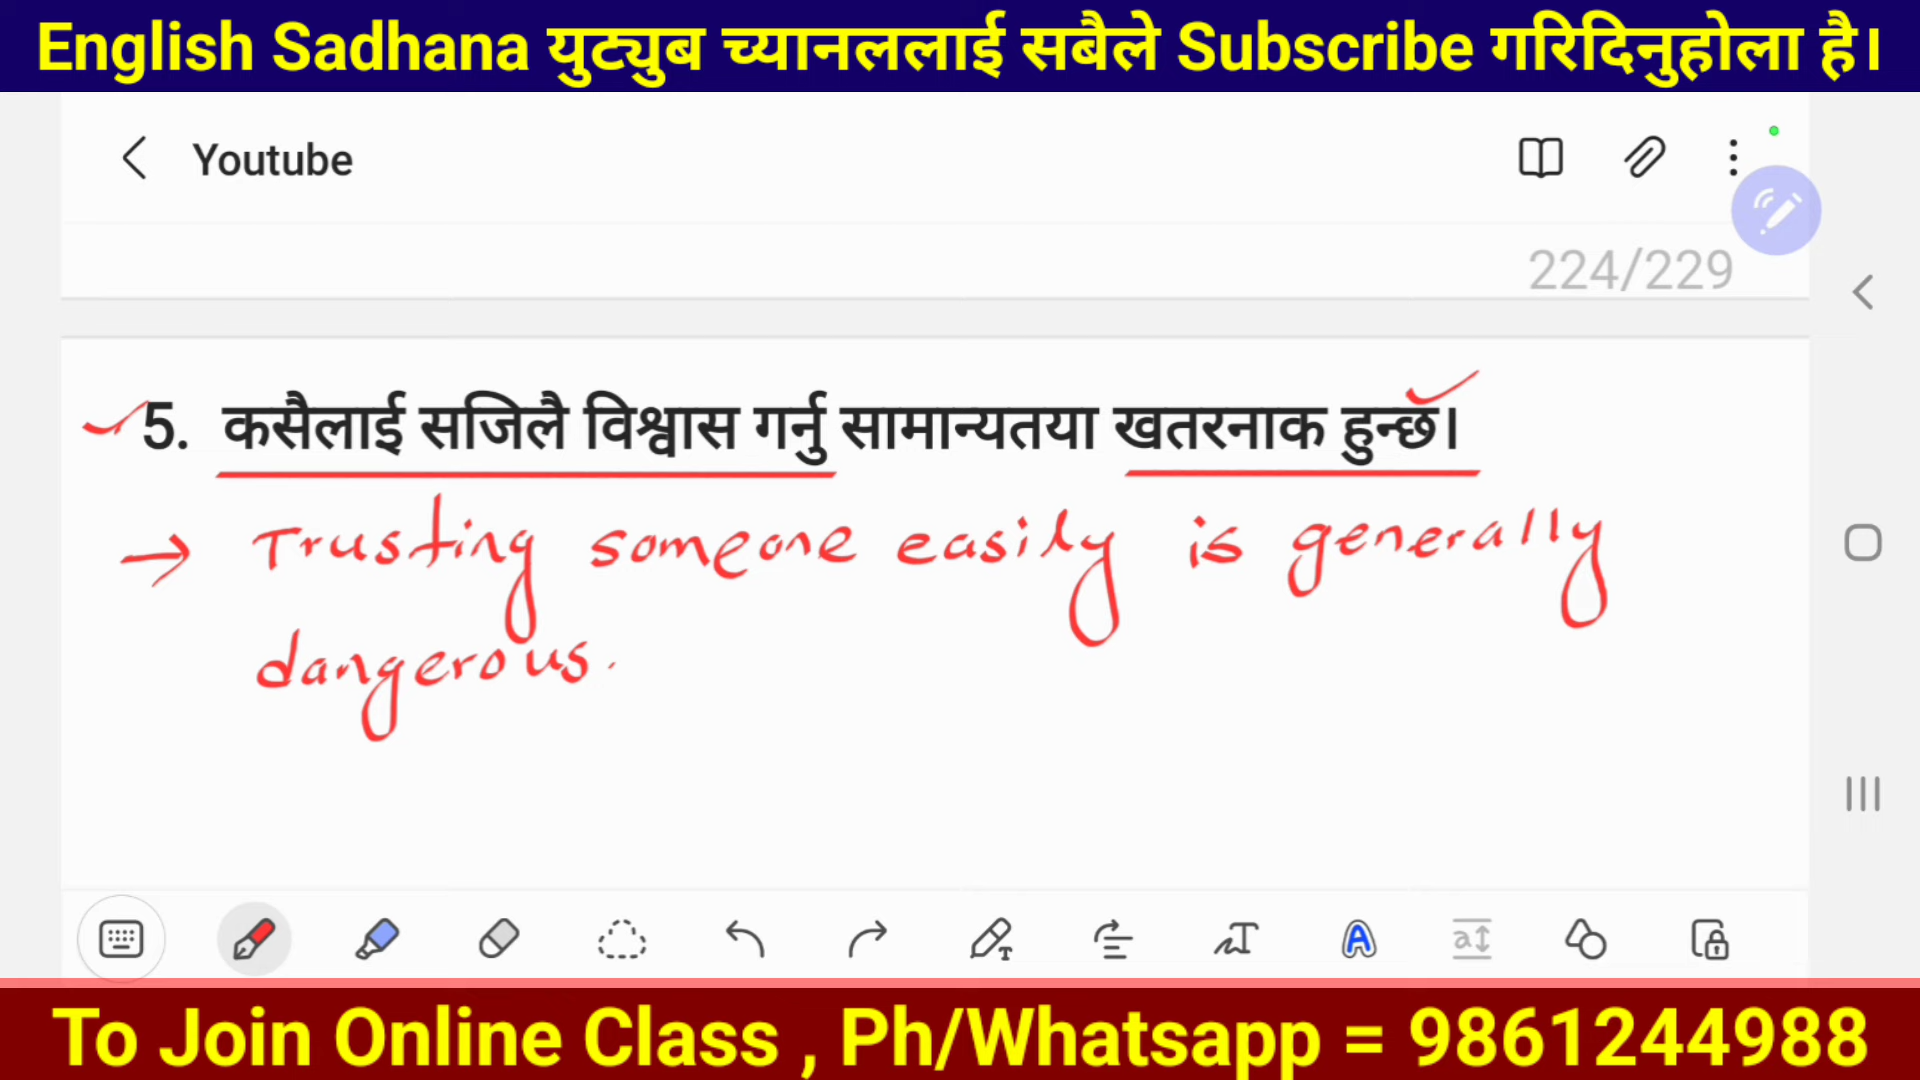 English Sadhana युट्युब च्यानललाई सबैले Subscribe गरिदिनुहोला है।
Youtube
224/229
5. कसैलाई सजिलै विश्वास गर्नु सामान्यतया खतरनाक हुन्छ।
→ Trusting someone easily is generally
dangerous.
To Join Online Class , Ph/Whatsapp = 9861244988